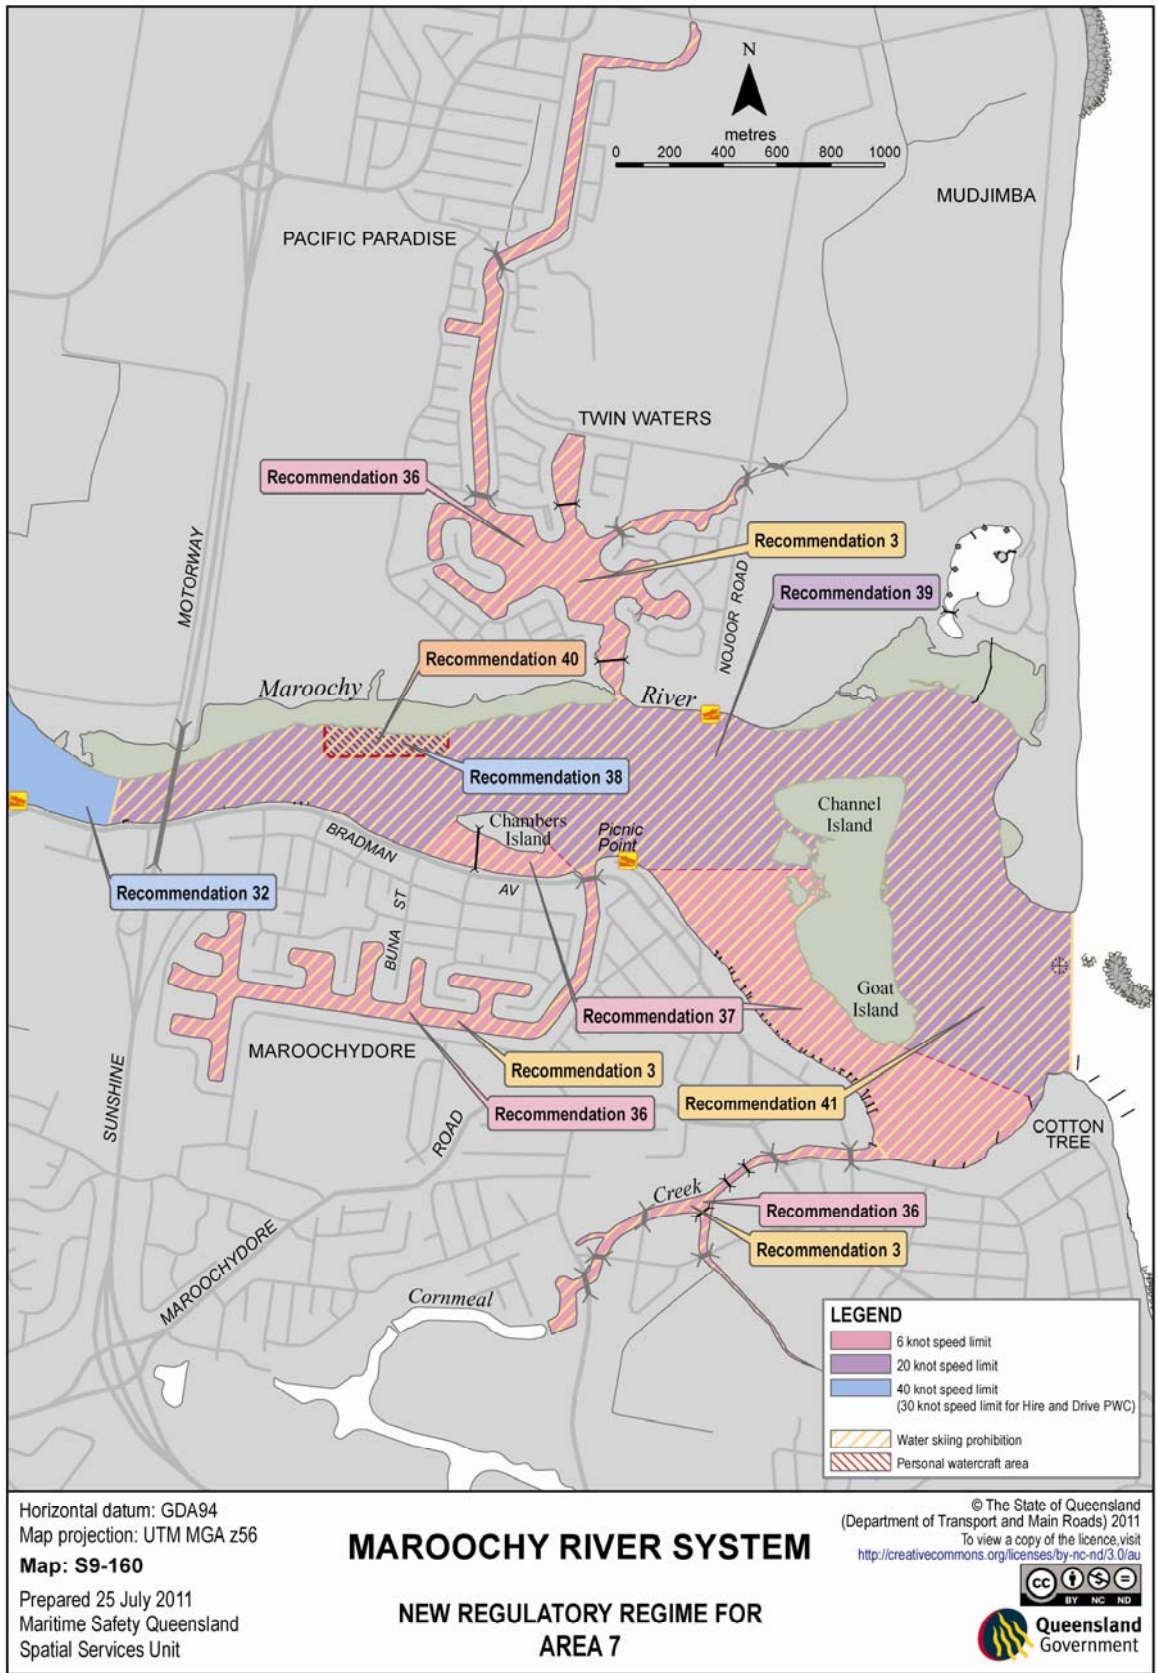 N
metres
0 200 400 600 800 1000
MUDJIMBA
PACIFIC PARADISE
TWIN WATERS
Recommendation 36
MOTORWAY
Recommendation 3
NOJOOR ROAD
Recommendation 39
Recommendation 40
Maroochy
River
Recommendation 38
Channel
Island
Chambers
Island
Picnic
Point
BRADMAN
AV
Recommendation 32
BUNA ST
Goat
Island
Recommendation 37
MAROOCHYDORE
Recommendation 3
Recommendation 41
Recommendation 36
SUNSHINE
ROAD
COTTON
TREE
Creek
Recommendation 36
Recommendation 3
MAROOCHYDORE
Cornmeal
LEGEND
6 knot speed limit
20 knot speed limit
40 knot speed limit
(30 knot speed limit for Hire and Drive PWC)
Water skiing prohibition
Personal watercraft area
Horizontal datum: GDA94
Map projection: UTM MGA z56
Map: S9-160
Prepared 25 July 2011
Maritime Safety Queensland
Spatial Services Unit
MAROOCHY RIVER SYSTEM
NEW REGULATORY REGIME FOR
AREA 7
© The State of Queensland
(Department of Transport and Main Roads) 2011
To view a copy of the licence,visit
http://creativecommons.org/licenses/by-nc-nd/3.0/au
cc
BY NC ND
Queensland
Government